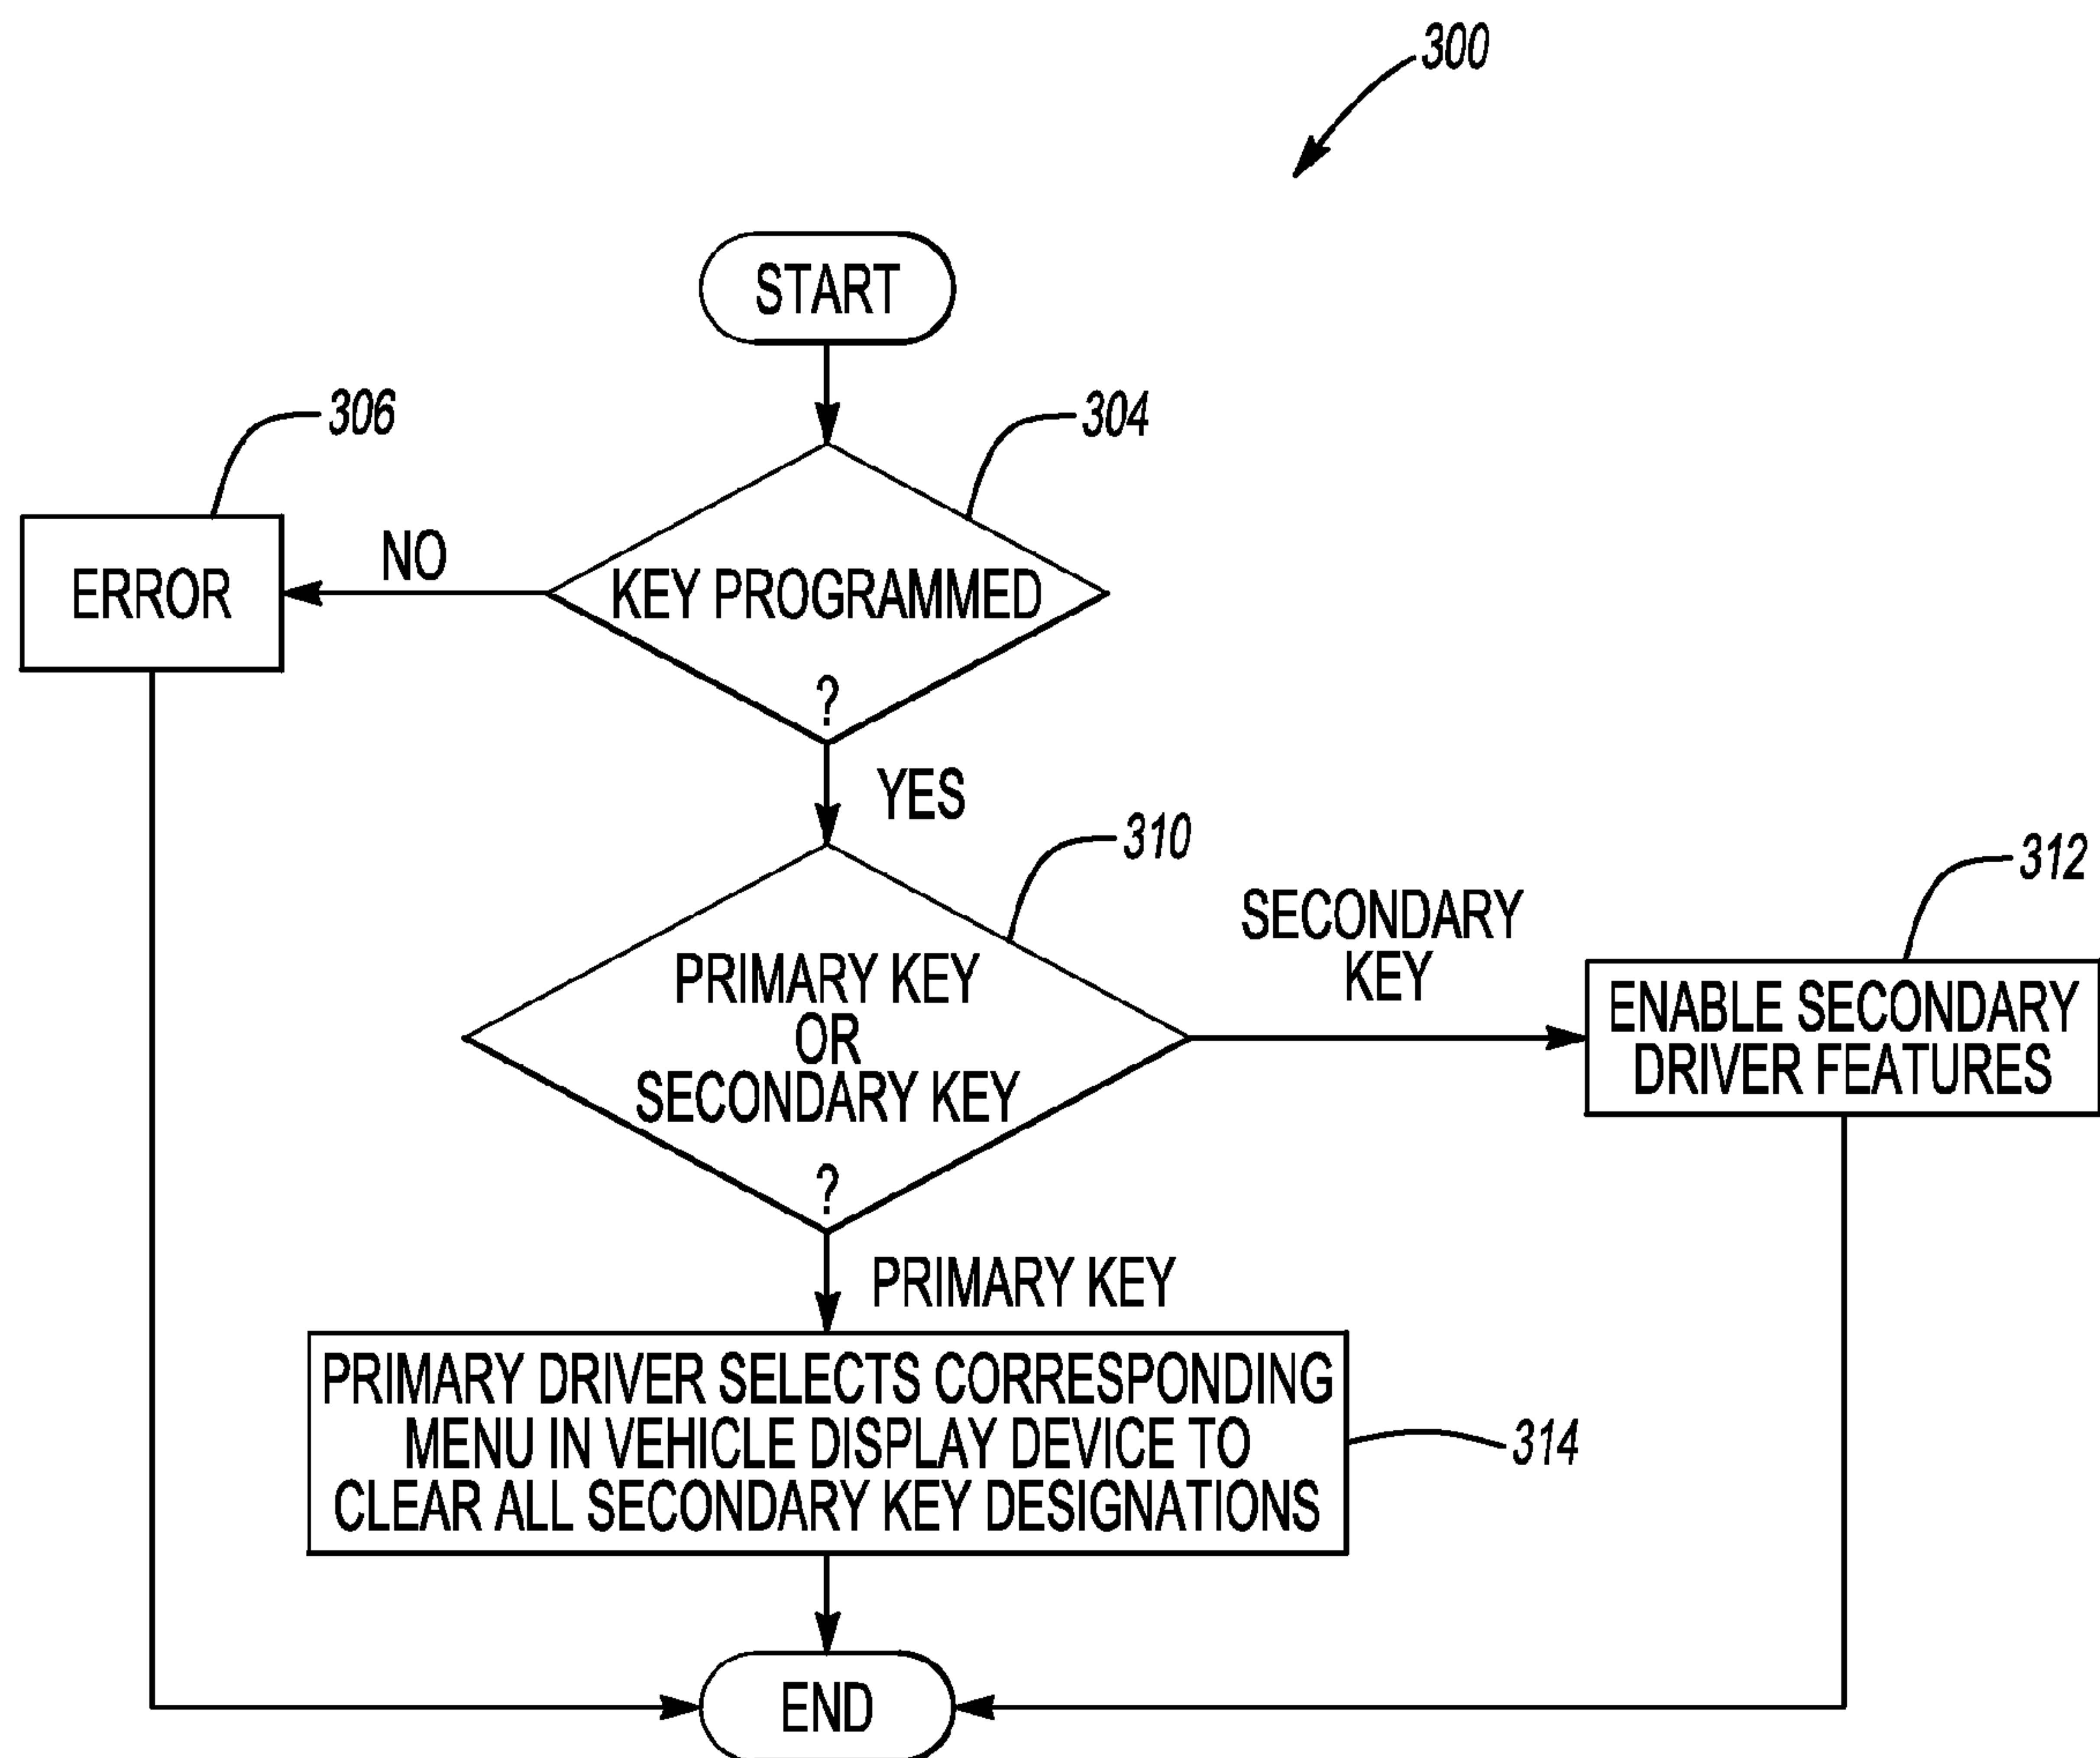 300
START
306
304
NO
ERROR
KEY PROGRAMMED
?
YES
310
312
SECONDARY
KEY
PRIMARY KEY
OR
SECONDARY KEY
?
ENABLE SECONDARY
DRIVER FEATURES
PRIMARY KEY
PRIMARY DRIVER SELECTS CORRESPONDING
MENU IN VEHICLE DISPLAY DEVICE TO
CLEAR ALL SECONDARY KEY DESIGNATIONS
314
END